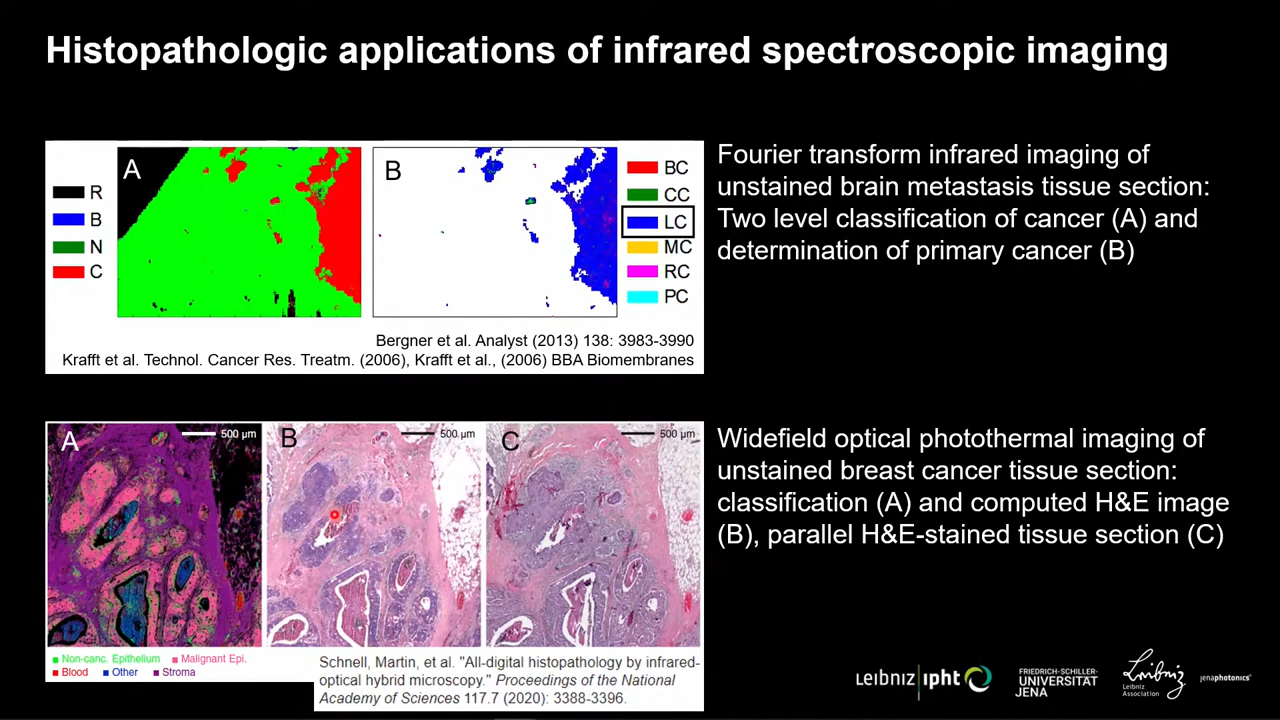 Histopathologic applications of infrared spectroscopic imaging
A
R
B
N
C
B
BC
CC
LC
MC
RC
PC
Bergner et al. Analyst (2013) 138: 3983-3990
Krafft et al. Technol. Cancer Res. Treatm. (2006), Krafft et al., (2006) BBA Biomembranes
Fourier transform infrared imaging of
unstained brain metastasis tissue section:
Two level classification of cancer (A) and
determination of primary cancer (B)
A
500 µm
B
500 µm
C
500 µm
Non-canc. Epithelium
Malignant Epi.
Blood
Other
Stroma
Schnell, Martin, et al. "All-digital histopathology by infrared-
optical hybrid microscopy." Proceedings of the National
Academy of Sciences 117.7 (2020): 3388-3396.
Widefield optical photothermal imaging of
unstained breast cancer tissue section:
classification (A) and computed H&E image
(B), parallel H&E-stained tissue section (C)
Leibniz ipht
FRIEDRICH-SCHILLER-
UNIVERSITÄT
JENA
Leibniz
Leibniz
Association
jenaphotonics